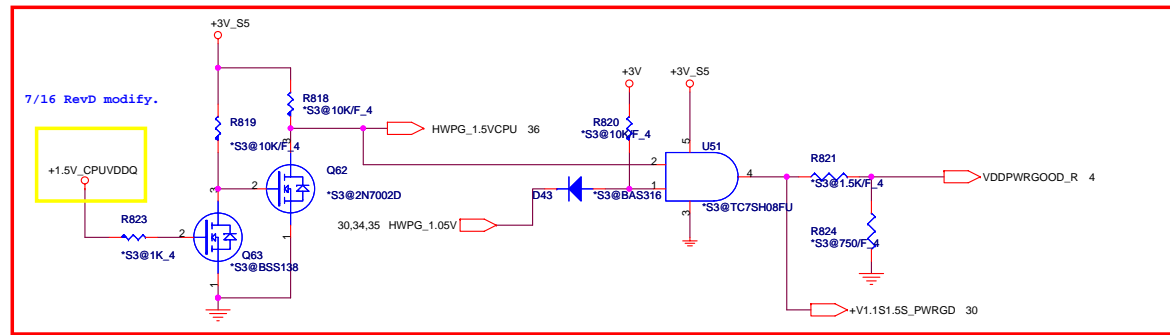 +3V_S5
7/16 RevD modify.
R819
*S3@10K/F_4
R818
*S3@10K/F_4
HWPG_1.5VCPU 36
+1.5V_CPUVDDQ
R823
*S3@1K_4
2
3
1
Q63
*S3@BSS138
2
3
1
Q62
*S3@2N7002D
+3V
+3V_S5
R820
*S3@10K/F_4
U51
5
2
1
4
3
*S3@TC7SH08FU
D43
*S3@BAS316
30,34,35 HWPG_1.05V
R821
*S3@1.5K/F_4
VDDPWRGOOD_R 4
R824
*S3@750/F_4
+V1.1S1.5S_PWRGD 30